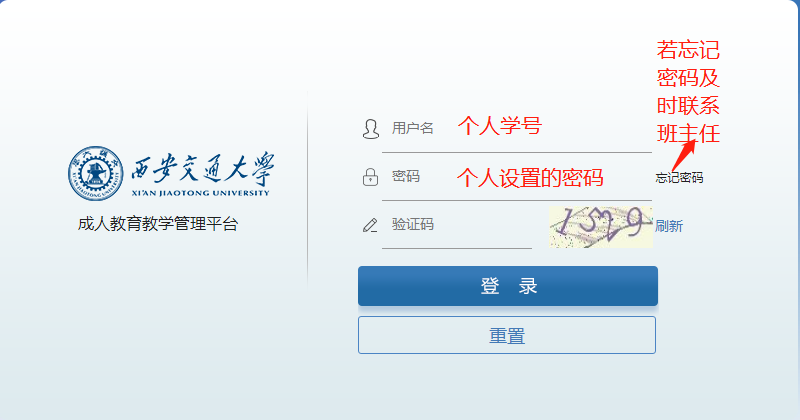 若忘记
密码及
时联系
班主任
用户名 个人学号
西安交通大学
XI'AN JIAOTONG UNIVERSITY
密码 个人设置的密码 忘记密码
成人教育教学管理平台
验证码 刷新
登 录
重置